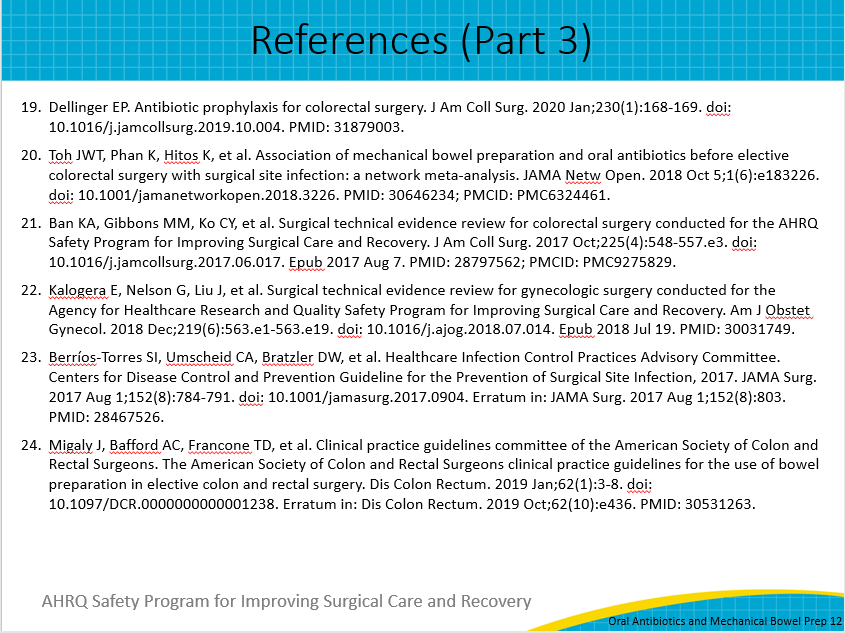 References (Part 3)
19. Dellinger EP. Antibiotic prophylaxis for colorectal surgery. J Am Coll Surg. 2020 Jan;230(1):168-169. doi:
10.1016/j.jamcollsurg.2019.10.004. PMID: 31879003.
20. Toh JWT, Phan K, Hitos K, et al. Association of mechanical bowel preparation and oral antibiotics before elective
colorectal surgery with surgical site infection: a network meta-analysis. JAMA Netw Open. 2018 Oct 5;1(6):e183226.
doi: 10.1001/jamanetworkopen.2018.3226. PMID: 30646234; PMCID: PMC6324461.
21. Ban KA, Gibbons MM, Ko CY, et al. Surgical technical evidence review for colorectal surgery conducted for the AHRQ
Safety Program for Improving Surgical Care and Recovery. J Am Coll Surg. 2017 Oct;225(4):548-557.e3. doi:
10.1016/j.jamcollsurg.2017.06.017. Epub 2017 Aug 7. PMID: 28797562; PMCID: PMC9275829.
22. Kalogera E, Nelson G, Liu J, et al. Surgical technical evidence review for gynecologic surgery conducted for the
Agency for Healthcare Research and Quality Safety Program for Improving Surgical Care and Recovery. Am J Obstet
Gynecol. 2018 Dec;219(6):563.e1-563.e19. doi: 10.1016/j.ajog.2018.07.014. Epub 2018 Jul 19. PMID: 30031749.
23. Berríos-Torres SI, Umscheid CA, Bratzler DW, et al. Healthcare Infection Control Practices Advisory Committee.
Centers for Disease Control and Prevention Guideline for the Prevention of Surgical Site Infection, 2017. JAMA Surg.
2017 Aug 1;152(8):784-791. doi: 10.1001/jamasurg.2017.0904. Erratum in: JAMA Surg. 2017 Aug 1;152(8):803.
PMID: 28467526.
24. Migaly J, Bafford AC, Francone TD, et al. Clinical practice guidelines committee of the American Society of Colon and
Rectal Surgeons. The American Society of Colon and Rectal Surgeons clinical practice guidelines for the use of bowel
preparation in elective colon and rectal surgery. Dis Colon Rectum. 2019 Jan;62(1):3-8. doi:
10.1097/DCR.0000000000001238. Erratum in: Dis Colon Rectum. 2019 Oct;62(10):e436. PMID: 30531263.
AHRQ Safety Program for Improving Surgical Care and Recovery
Oral Antibiotics and Mechanical Bowel Prep 12